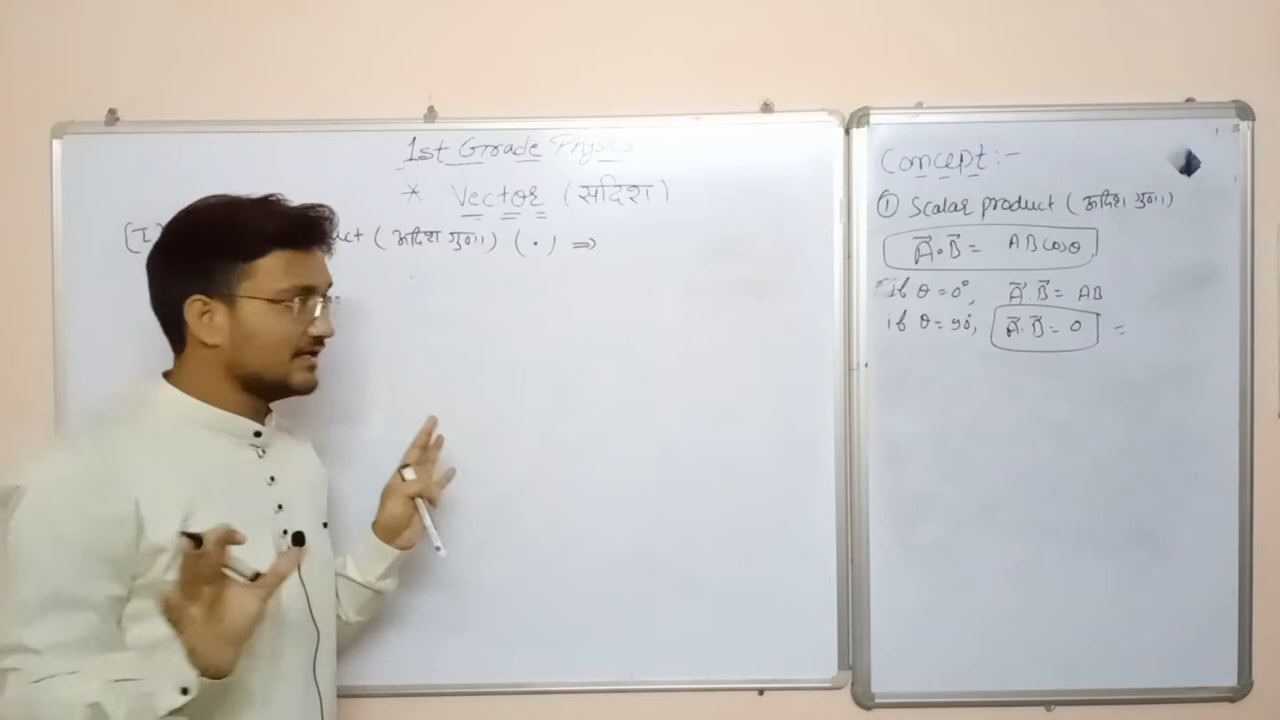 1st Grade Physics
* Vector (सदिश)
(I) uct (अदिश गुणा) (·) ⇒
Concept:-
① Scalar product (अदिश गुणा)
A⃗·B⃗ = AB cosθ
if θ=0°, A⃗·B⃗ = AB
if θ=90°, A⃗·B⃗ = 0 =